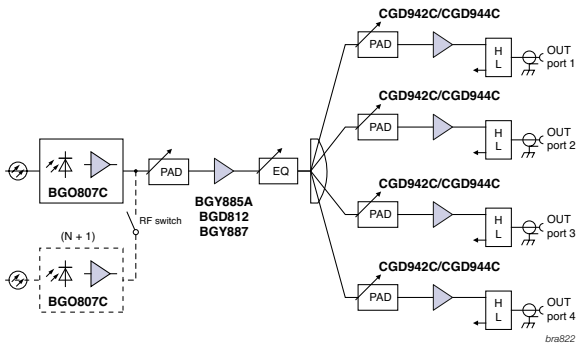 CGD942C/CGD944C
PAD
H
L
OUT
port 1
CGD942C/CGD944C
PAD
H
L
OUT
port 2
BGO807C
PAD
EQ
BGY885A
BGD812
BGY887
RF switch
(N + 1)
BGO807C
CGD942C/CGD944C
PAD
H
L
OUT
port 3
CGD942C/CGD944C
PAD
H
L
OUT
port 4
bra822